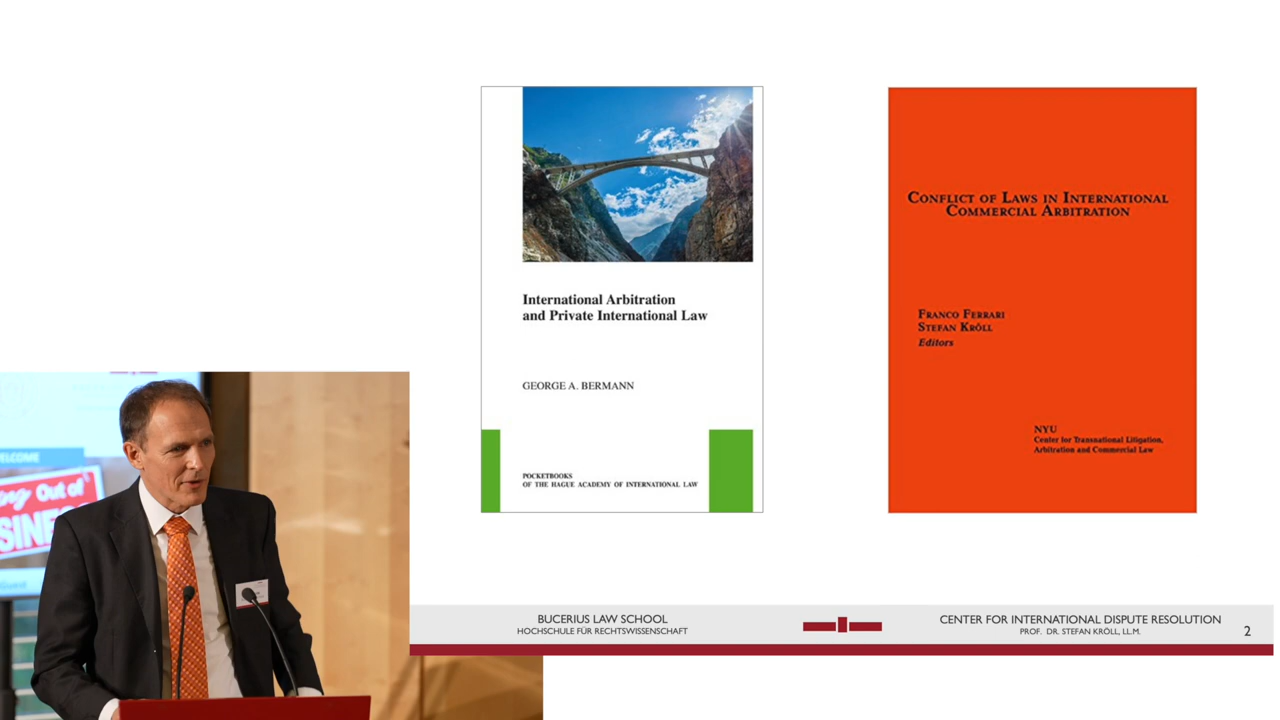 International Arbitration
and Private International Law
GEORGE A. BERMANN
POCKETBOOKS
OF THE HAGUE ACADEMY OF INTERNATIONAL LAW
CONFLICT OF LAWS IN INTERNATIONAL
COMMERCIAL ARBITRATION
FRANCO FERRARI
STEFAN KRÖLL
Editors
NYU
Center for Transnational Litigation,
Arbitration and Commercial Law
Out of
BUCERIUS LAW SCHOOL
HOCHSCHULE FÜR RECHTSWISSENSCHAFT
CENTER FOR INTERNATIONAL DISPUTE RESOLUTION
PROF. DR. STEFAN KRÖLL, LL.M.
2